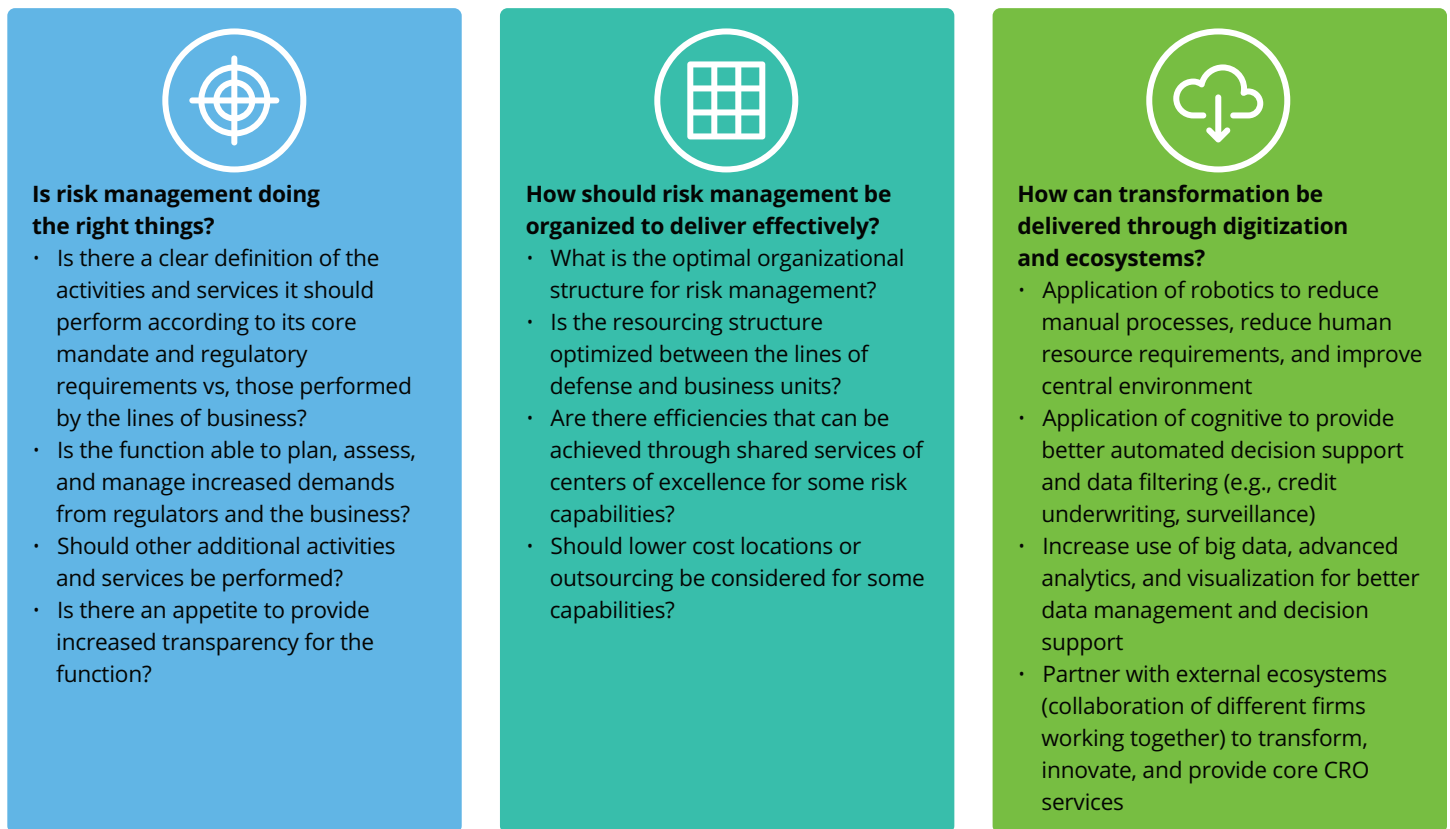 Is risk management doing
the right things?
· Is there a clear definition of the
activities and services it should
perform according to its core
mandate and regulatory
requirements vs, those performed
by the lines of business?
· Is the function able to plan, assess,
and manage increased demands
from regulators and the business?
· Should other additional activities
and services be performed?
· Is there an appetite to provide
increased transparency for the
function?
How should risk management be
organized to deliver effectively?
· What is the optimal organizational
structure for risk management?
· Is the resourcing structure
optimized between the lines of
defense and business units?
· Are there efficiencies that can be
achieved through shared services of
centers of excellence for some risk
capabilities?
· Should lower cost locations or
outsourcing be considered for some
capabilities?
How can transformation be
delivered through digitization
and ecosystems?
· Application of robotics to reduce
manual processes, reduce human
resource requirements, and improve
central environment
· Application of cognitive to provide
better automated decision support
and data filtering (e.g., credit
underwriting, surveillance)
· Increase use of big data, advanced
analytics, and visualization for better
data management and decision
support
· Partner with external ecosystems
(collaboration of different firms
working together) to transform,
innovate, and provide core CRO
services